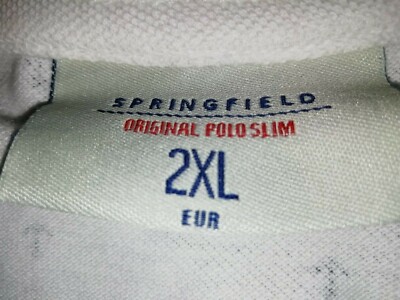 SPRINGFIELD
ORIGINAL POLO SLIM
2XL
EUR